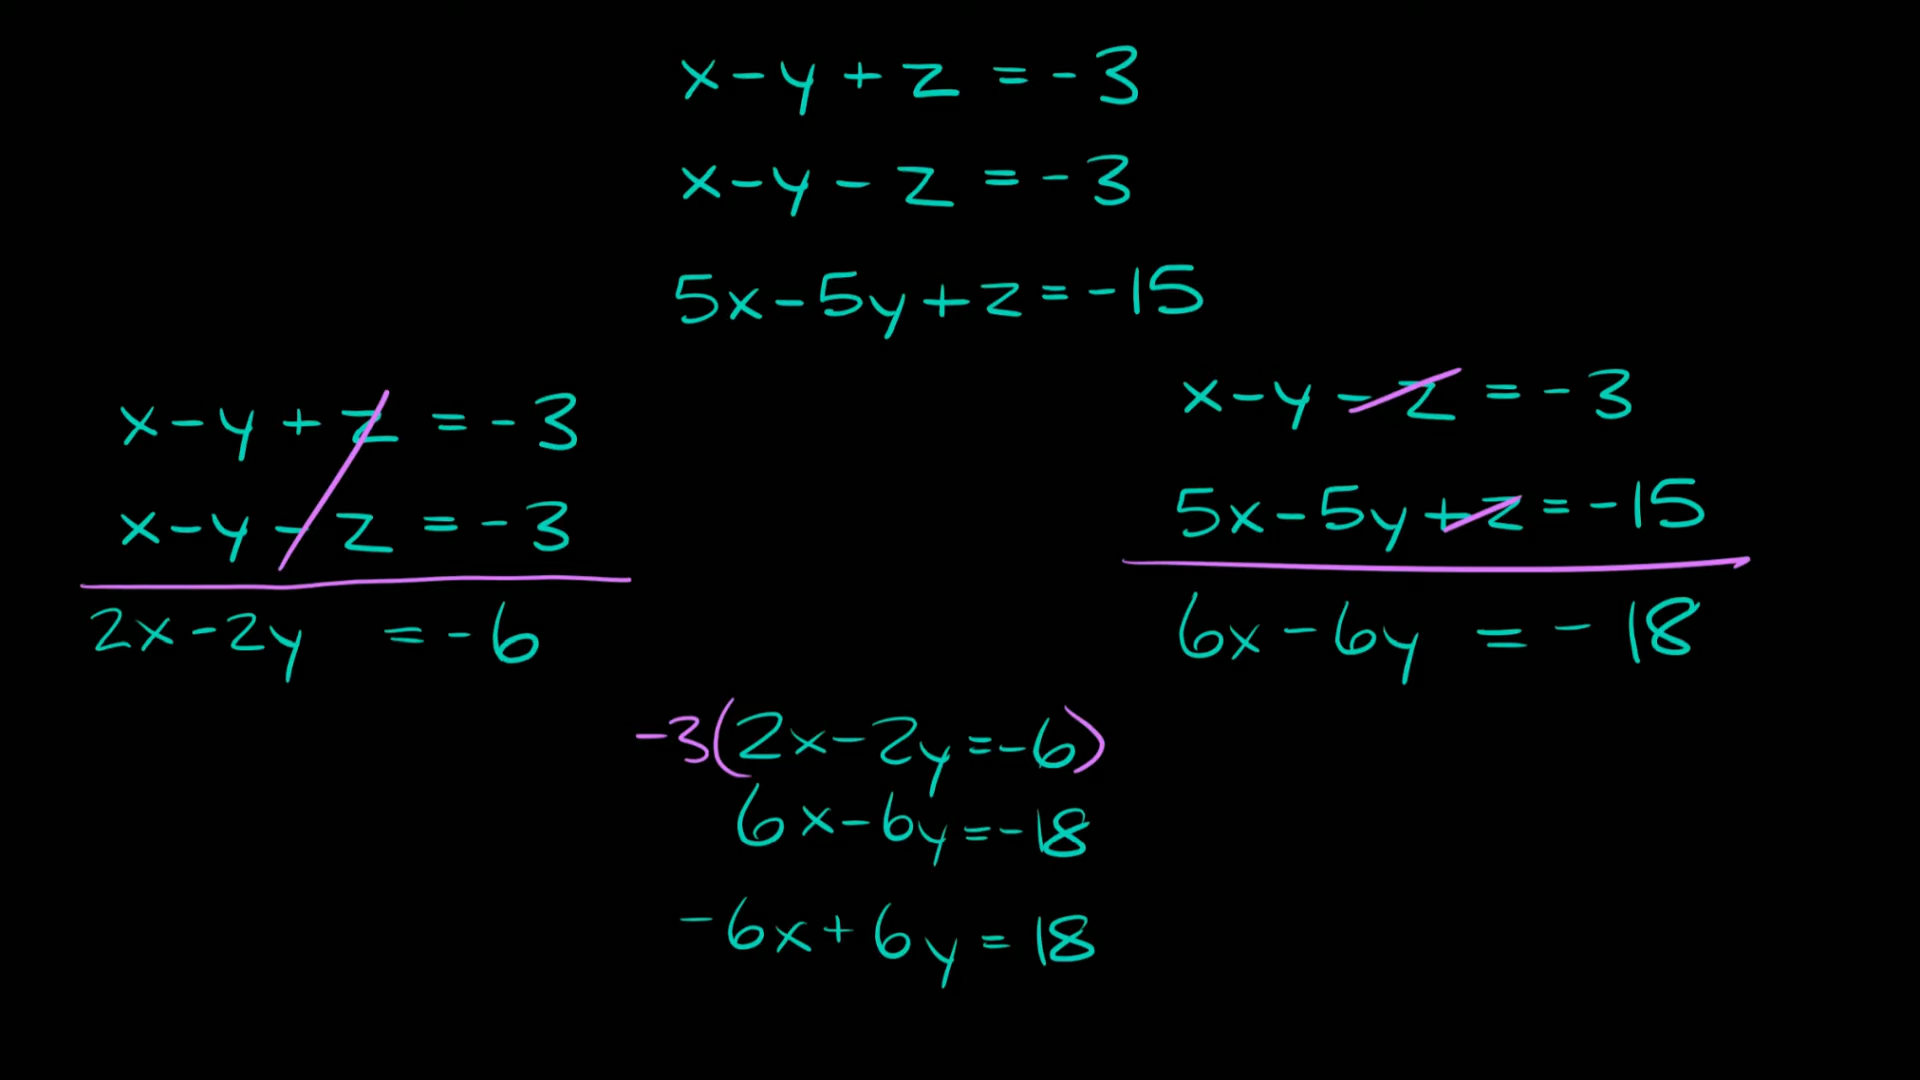 x-y+z=-3
x-y-z=-3
5x-5y+z=-15
x-y+z=-3
x-y-z=-3
2x-2y=-6
x-y-z=-3
5x-5y+z=-15
6x-6y=-18
-3(2x-2y=-6)
6x-6y=-18
-6x+6y=18